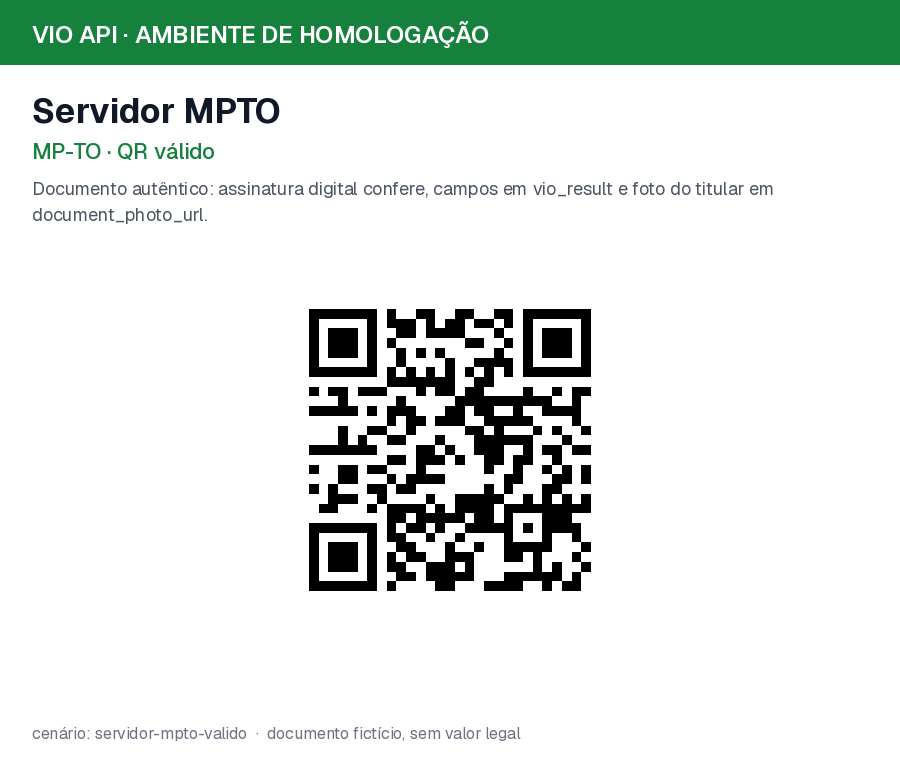 VIO API · AMBIENTE DE HOMOLOGAÇÃO
Servidor MPTO
MP-TO · QR válido
Documento autêntico: assinatura digital confere, campos em vio_result e foto do titular em
document_photo_url.
cenário: servidor-mpto-valido · documento fictício, sem valor legal